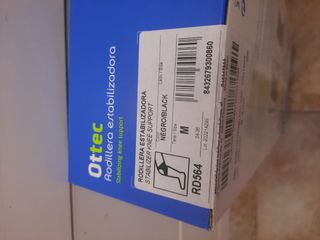 Ottec
Rodillera estabilizadora
Stabilizing knee support
RODILLERA ESTABILIZADORA
STABILIZER KNEE SUPPORT
NEGRO/BLACK
M
RD564
8432679300860